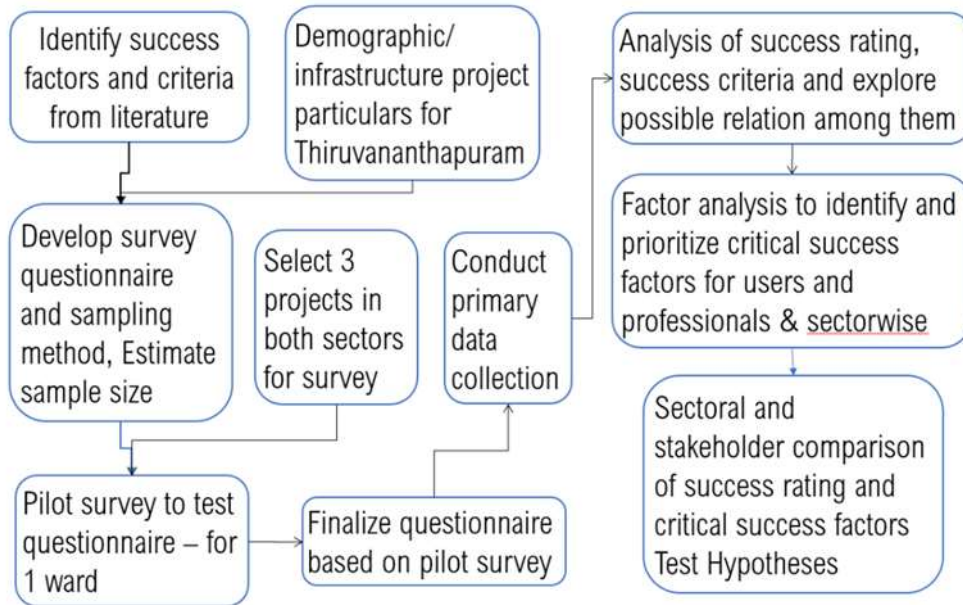 Identify success
factors and criteria
from literature
Demographic/
infrastructure project
particulars for
Thiruvananthapuram
Develop survey
questionnaire
and sampling
method, Estimate
sample size
Select 3
projects in
both sectors
for survey
Pilot survey to test
questionnaire – for
1 ward
Finalize questionnaire
based on pilot survey
Conduct
primary
data
collection
Analysis of success rating,
success criteria and explore
possible relation among them
Factor analysis to identify and
prioritize critical success
factors for users and
professionals & sectorwise
Sectoral and
stakeholder comparison
of success rating and
critical success factors
Test Hypotheses